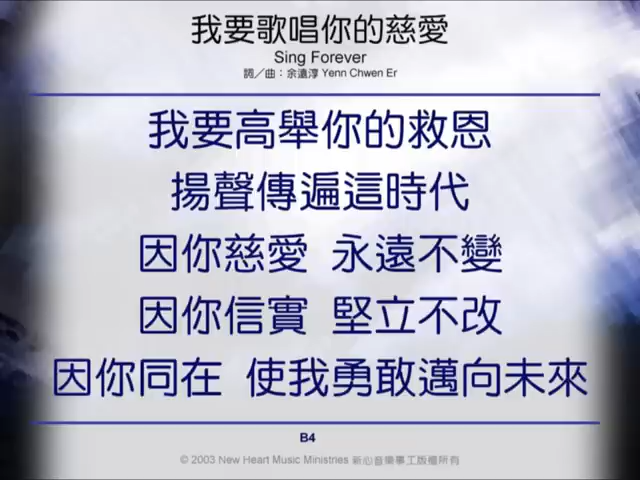 我要歌唱你的慈愛
Sing Forever
詞／曲：余遠淳 Yenn Chwen Er
我要高舉你的救恩
揚聲傳遍這時代
因你慈愛 永遠不變
因你信實 堅立不改
因你同在 使我勇敢邁向未來
B4
© 2003 New Heart Music Ministries 新心音樂事工版權所有